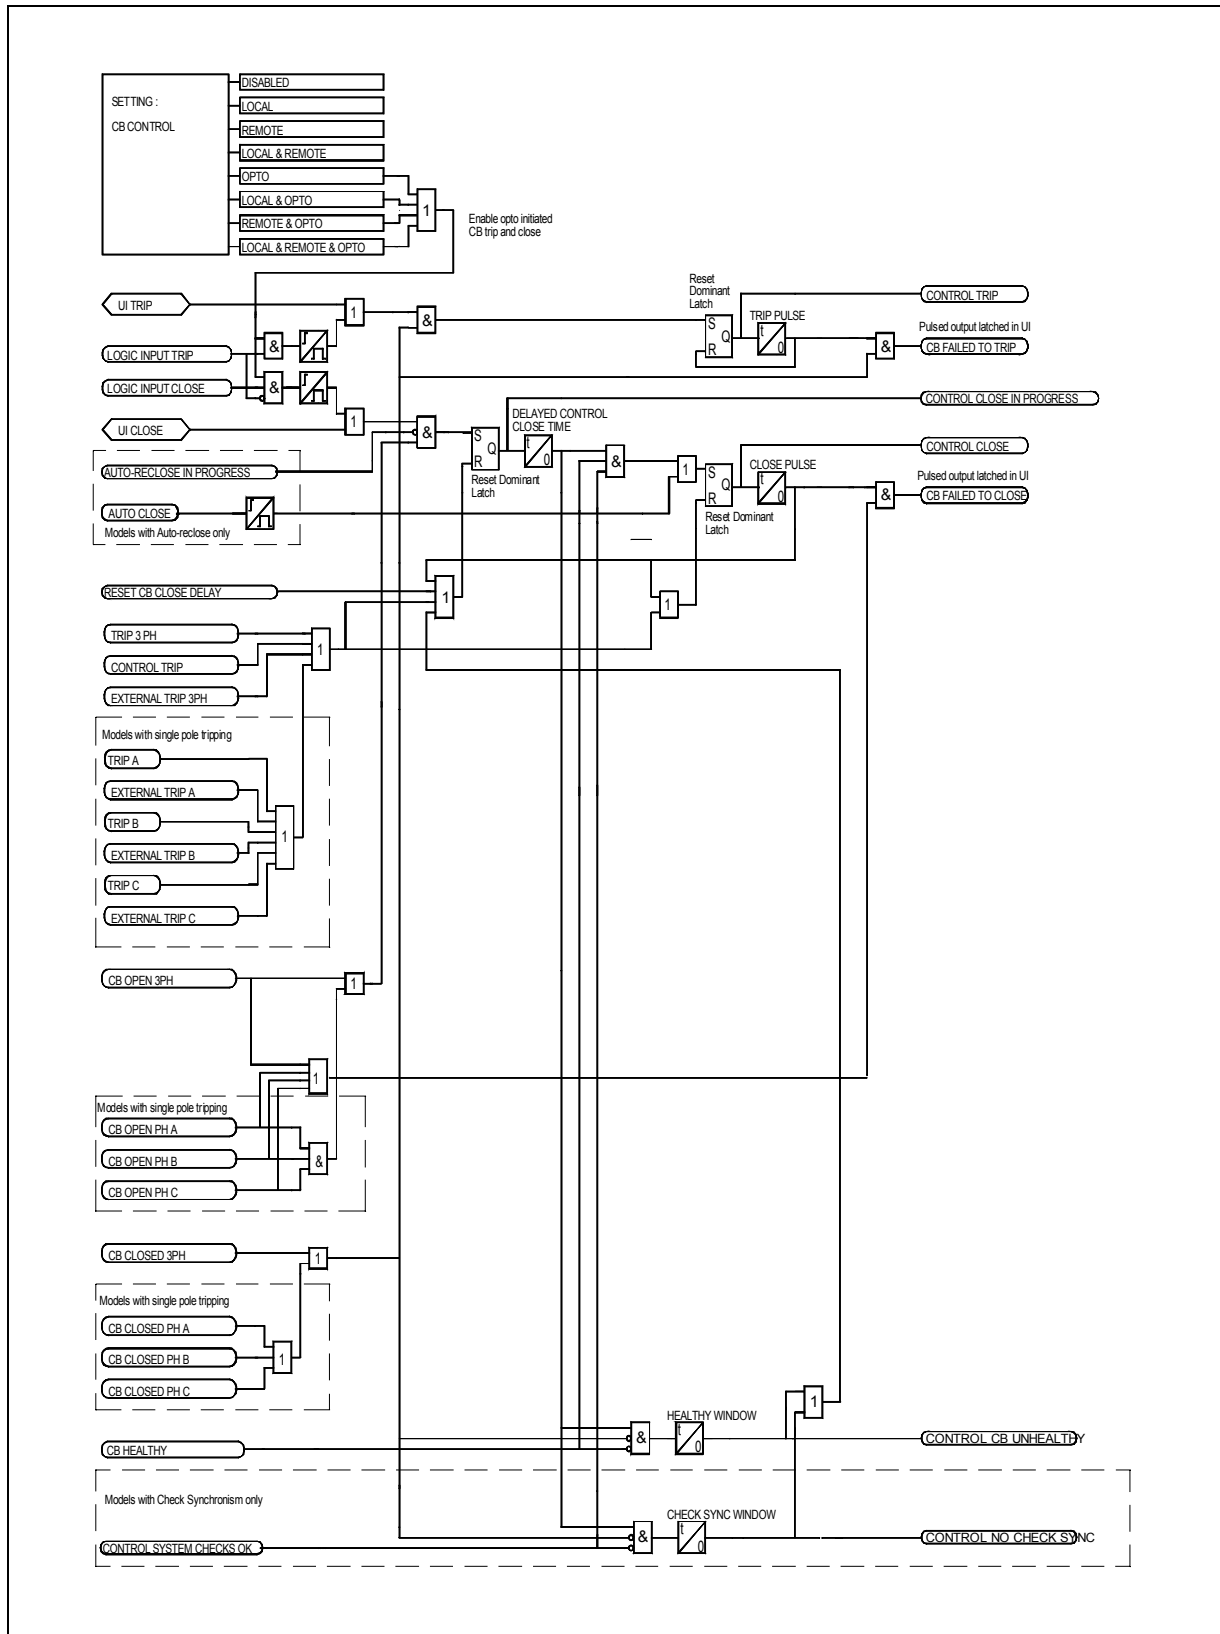 DISABLED
SETTING :
LOCAL
CB CONTROL
REMOTE
LOCAL & REMOTE
OPTO
LOCAL & OPTO
1
Enable opto initiated
CB trip and close
REMOTE & OPTO
LOCAL & REMOTE & OPTO
Reset
Dominant
Latch
UI TRIP
1
&
CONTROL TRIP
TRIP PULSE
S
Q
R
t
0
Pulsed output latched in UI
&
CB FAILED TO TRIP
&
LOGIC INPUT TRIP
LOGIC INPUT CLOSE
&
CONTROL CLOSE IN PROGRESS
DELAYED CONTROL
CLOSE TIME
UI CLOSE
1
&
S
Q
R
t
0
Reset Dominant
Latch
&
1
CONTROL CLOSE
CLOSE PULSE
S
Q
R
t
0
Reset Dominant
Latch
Pulsed output latched in UI
&
CB FAILED TO CLOSE
AUTO-RECLOSE IN PROGRESS
AUTO CLOSE
Models with Auto-reclose only
RESET CB CLOSE DELAY
1
1
TRIP 3 PH
1
CONTROL TRIP
EXTERNAL TRIP 3PH
Models with single pole tripping
TRIP A
EXTERNAL TRIP A
TRIP B
1
EXTERNAL TRIP B
TRIP C
EXTERNAL TRIP C
CB OPEN 3PH
1
1
Models with single pole tripping
CB OPEN PH A
CB OPEN PH B
&
CB OPEN PH C
CB CLOSED 3PH
1
Models with single pole tripping
CB CLOSED PH A
CB CLOSED PH B
1
CB CLOSED PH C
1
HEALTHY WINDOW
CB HEALTHY
&
t
0
CONTROL CB UNHEALTHY
Models with Check Synchronism only
CHECK SYNC WINDOW
CONTROL SYSTEM CHECKS OK
&
t
0
CONTROL NO CHECK SYNC